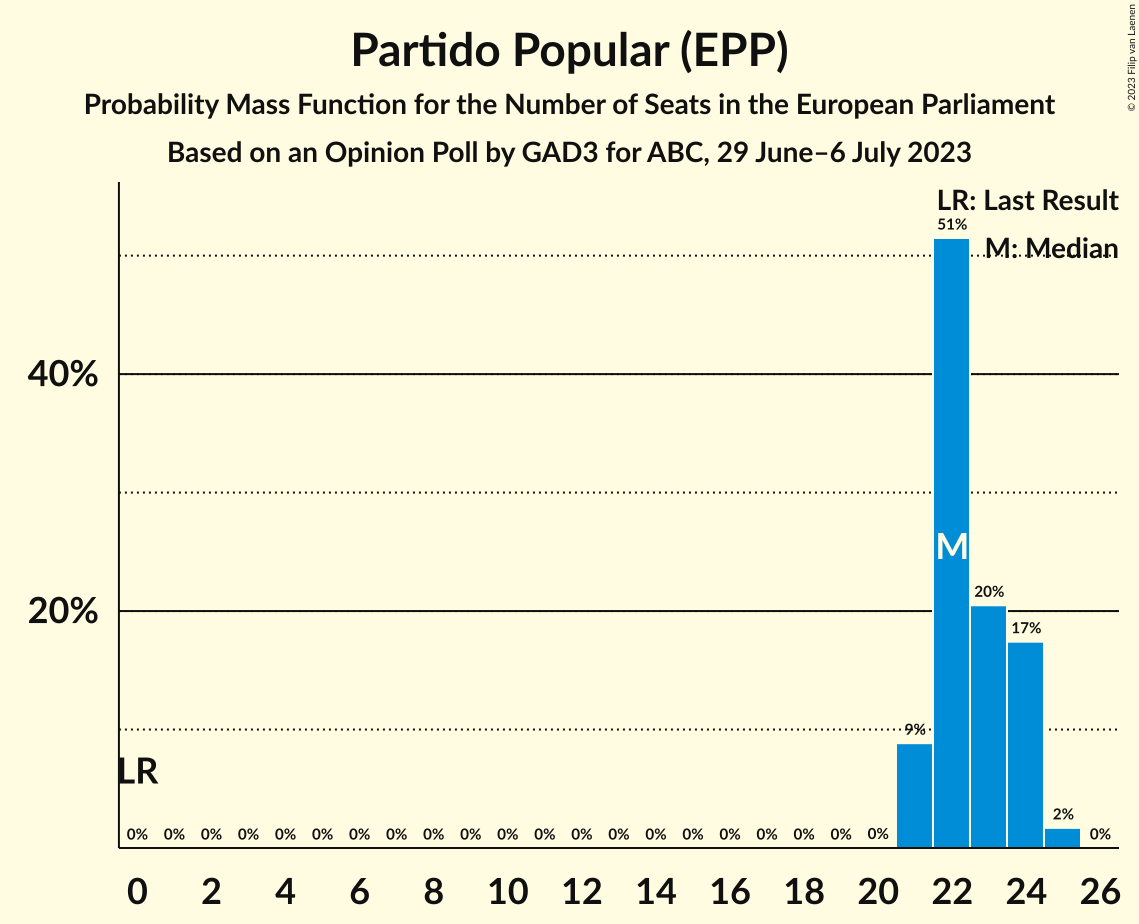 Partido Popular (EPP)
Probability Mass Function for the Number of Seats in the European Parliament
Based on an Opinion Poll by GAD3 for ABC, 29 June–6 July 2023
© 2023 Filip van Laenen
LR: Last Result
M: Median
51%
40%
M
20%
20%
17%
9%
LR
2%
0% 0% 0% 0% 0% 0% 0% 0% 0% 0% 0% 0% 0% 0% 0% 0% 0% 0% 0% 0% 0% 0%
0 2 4 6 8 10 12 14 16 18 20 22 24 26